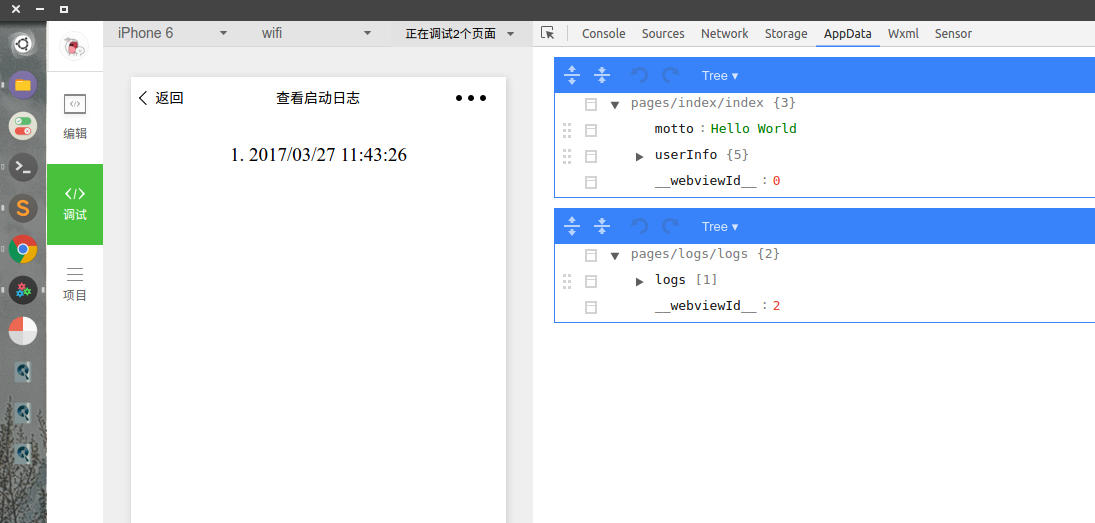 iPhone 6
wifi
正在调试2个页面
Console Sources Network Storage AppData Wxml Sensor
编辑
调试
项目
返回
查看启动日志
1. 2017/03/27 11:43:26
Tree
pages/index/index {3}
motto : Hello World
userInfo {5}
__webviewId__ : 0
Tree
pages/logs/logs {2}
logs [1]
__webviewId__ : 2